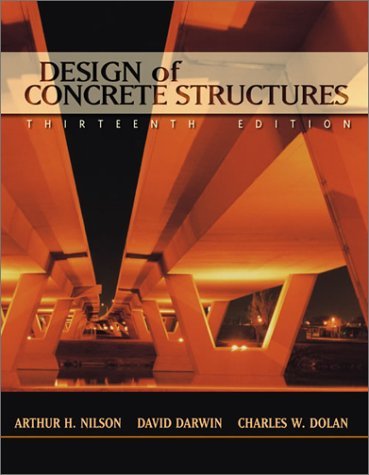 DESIGN of
CONCRETE STRUCTURES
THIRTEENTH EDITION
ARTHUR H. NILSON DAVID DARWIN CHARLES W. DOLAN